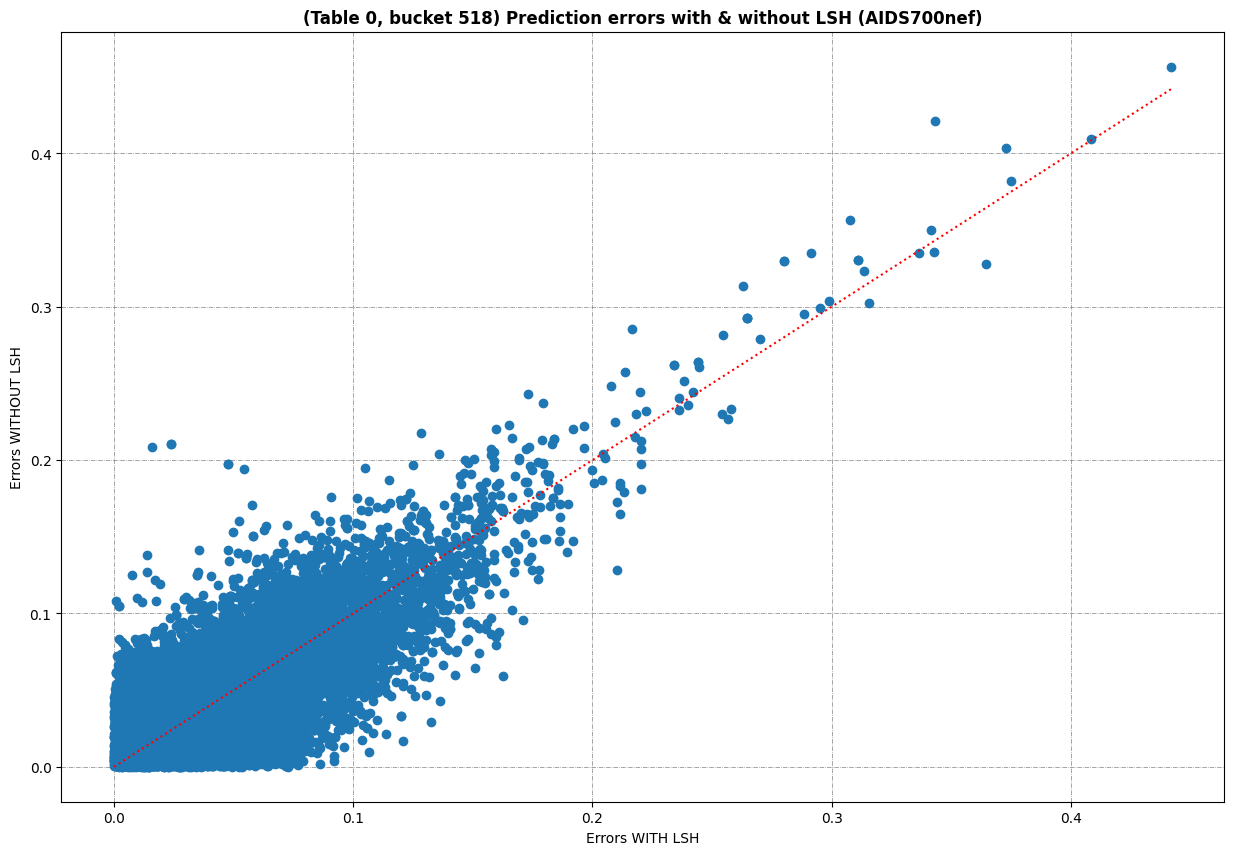 (Table 0, bucket 518) Prediction errors with & without LSH (AIDS700nef)
Errors WITHOUT LSH
0.4
0.3
0.2
0.1
0.0
0.0 0.1 0.2 0.3 0.4
Errors WITH LSH